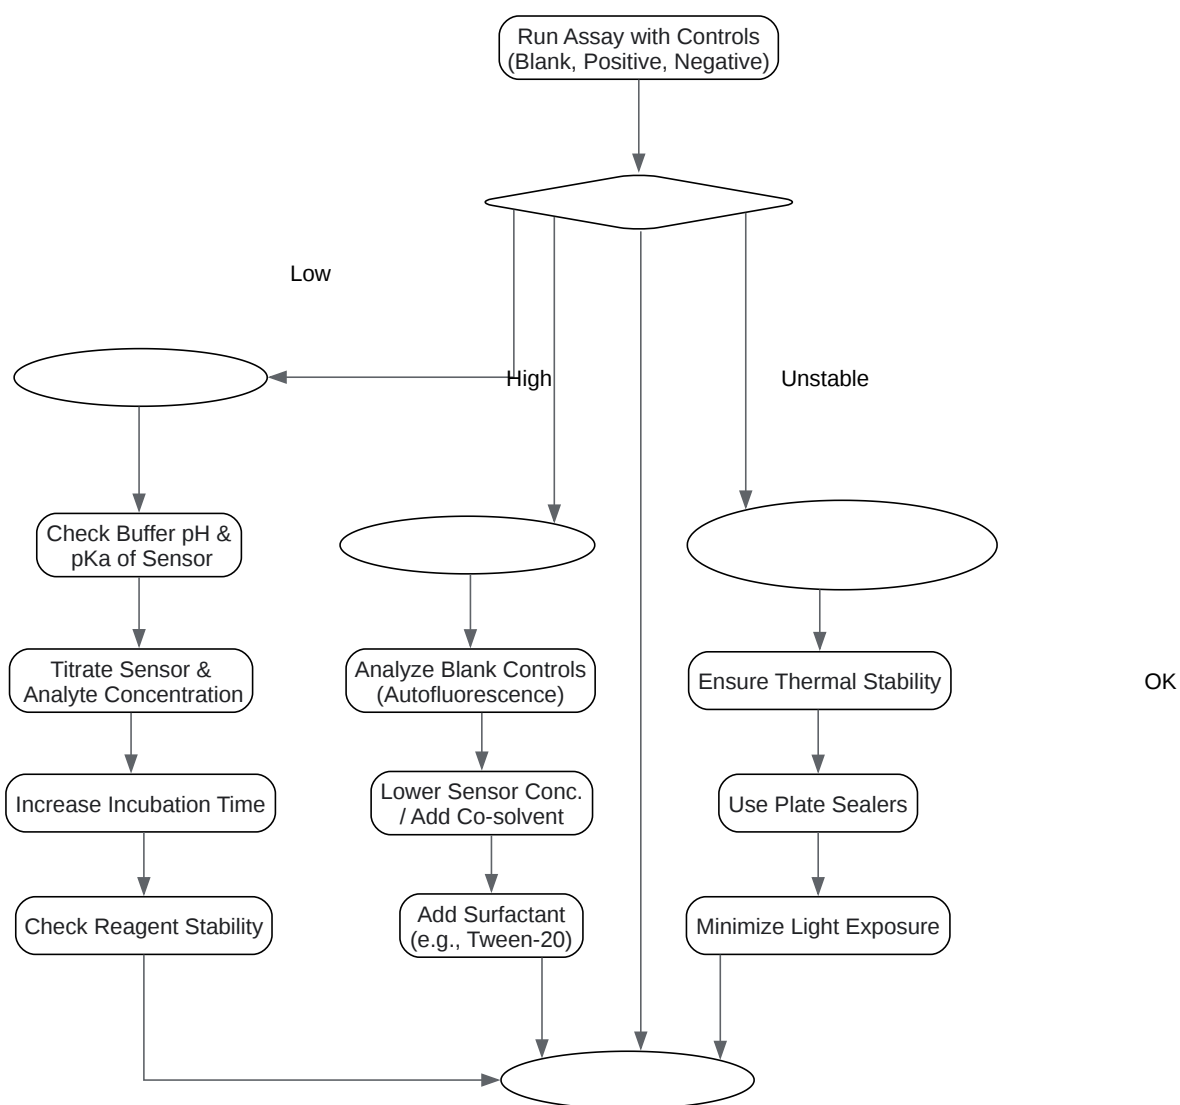 Run Assay with Controls
(Blank, Positive, Negative)
Low
High
Unstable
Check Buffer pH &
pKa of Sensor
Titrate Sensor &
Analyte Concentration
Analyze Blank Controls
(Autofluorescence)
Ensure Thermal Stability
OK
Increase Incubation Time
Lower Sensor Conc.
/ Add Co-solvent
Use Plate Sealers
Check Reagent Stability
Add Surfactant
(e.g., Tween-20)
Minimize Light Exposure